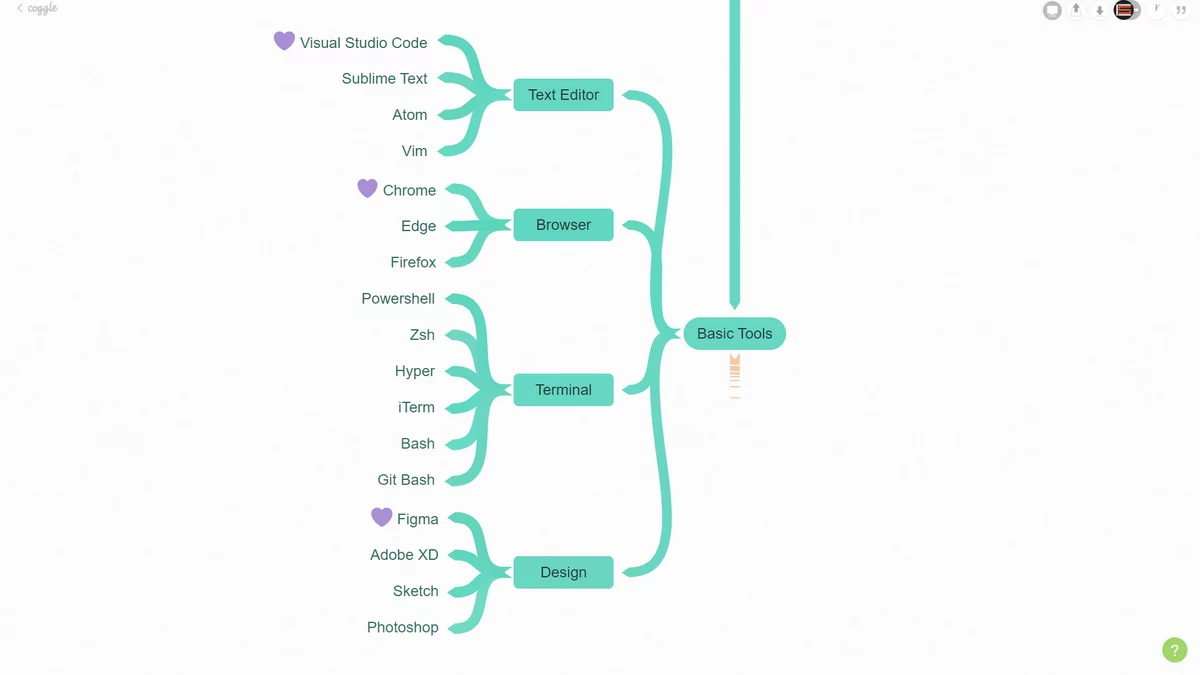 coggle
Visual Studio Code
Sublime Text
Atom
Vim
Text Editor
Chrome
Edge
Firefox
Browser
Powershell
Zsh
Hyper
iTerm
Bash
Git Bash
Terminal
Figma
Adobe XD
Sketch
Photoshop
Design
Basic Tools
?